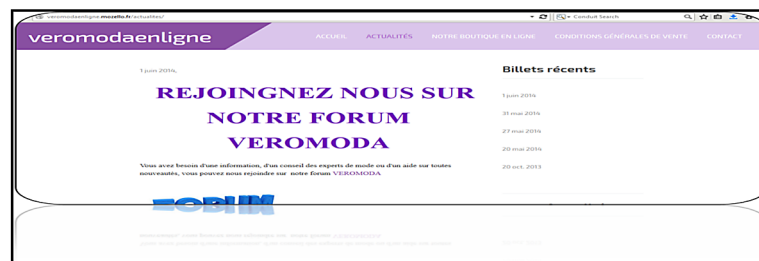 veromodaenligne.mozello.fr/actualités/
Conduit Search
veromodaenligne
ACCUEIL
ACTUALITÉS
NOTRE BOUTIQUE EN LIGNE
CONDITIONS GÉNÉRALES DE VENTE
CONTACT
1 juin 2014,
REJOINGNEZ NOUS SUR
NOTRE FORUM
VEROMODA
Vous avez besoin d'une information, d'un conseil des experts de mode ou d'un aide sur toutes
nouveautés, vous pouvez nous rejoindre sur notre forum VEROMODA
Billets récents
1 juin 2014
31 mai 2014
27 mai 2014
20 mai 2014
20 oct. 2013